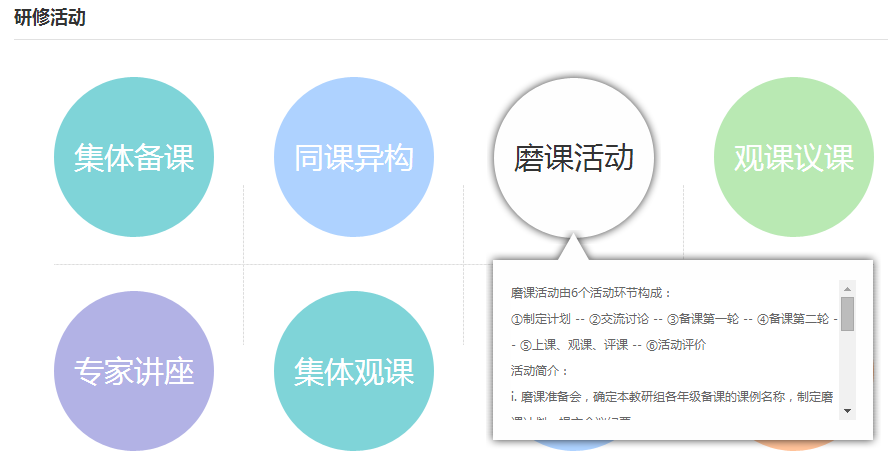 研修活动
集体备课
同课异构
磨课活动
观课议课
专家讲座
集体观课
磨课活动由6个活动环节构成：
①制定计划 -- ②交流讨论 -- ③备课第一轮 -- ④备课第二轮 -
- ⑤上课、观课、评课 -- ⑥活动评价
活动简介：
i. 磨课准备会，确定本教研组各年级备课的课例名称，制定磨